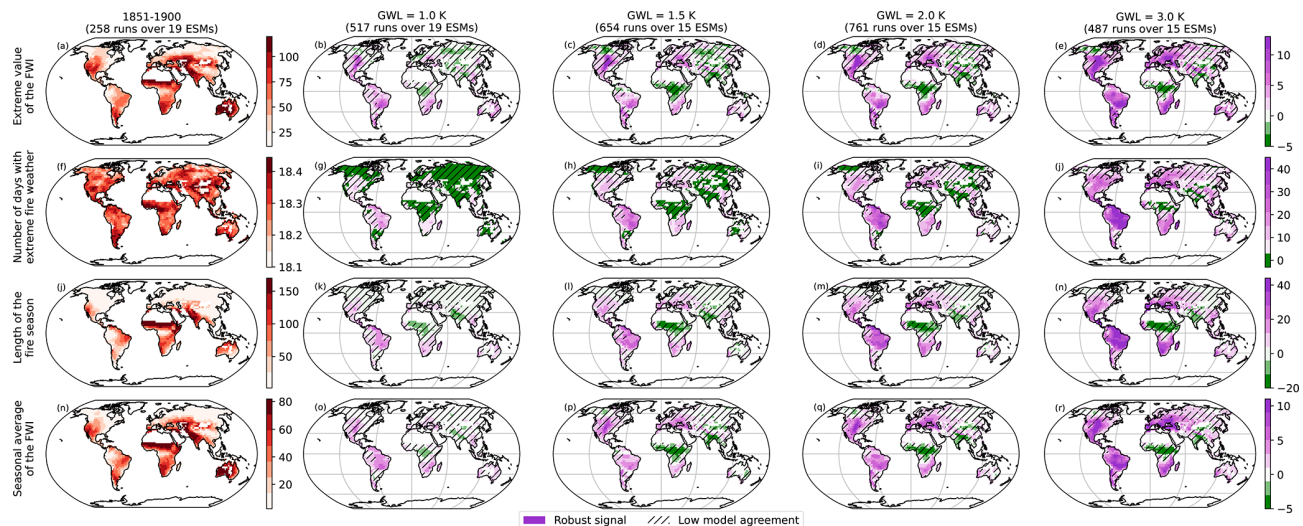 1851-1900
(258 runs over 19 ESMs)
GWL = 1.0 K
(517 runs over 19 ESMs)
GWL = 1.5 K
(654 runs over 15 ESMs)
GWL = 2.0 K
(761 runs over 15 ESMs)
GWL = 3.0 K
(487 runs over 15 ESMs)
Extreme value
of the FWI
(a)
100
75
50
25
(b)
(c)
(d)
(e)
10
5
0
−5
Number of days with
extreme fire weather
(f)
18.4
18.3
18.2
18.1
(g)
(h)
(i)
(j)
40
30
20
10
0
Length of the
fire season
(j)
150
100
50
(k)
(l)
(m)
(n)
40
20
0
−20
Seasonal average
of the FWI
(n)
80
60
40
20
(o)
(p)
(q)
(r)
10
5
0
−5
Robust signal
Low model agreement